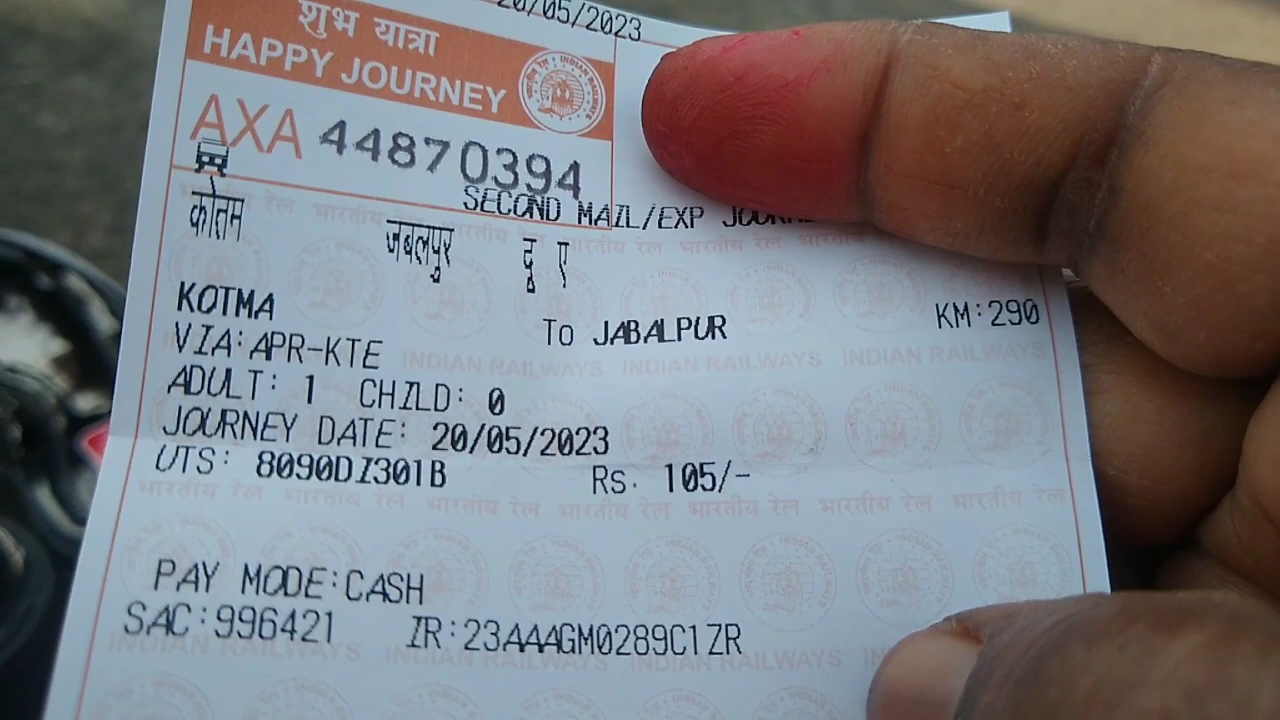 20/05/2023
शुभ यात्रा
HAPPY JOURNEY
AXA 44870394
SECOND MAIL/EXP
कोतमा जबलपुर दु ए
KOTMA To JABALPUR KM:290
VIA:APR-KTE
ADULT: 1 CHILD: 0
JOURNEY DATE: 20/05/2023
UTS: 8090DI301B Rs. 105/-
PAY MODE:CASH
SAC:996421 IR:23AAAGM0289C1ZR